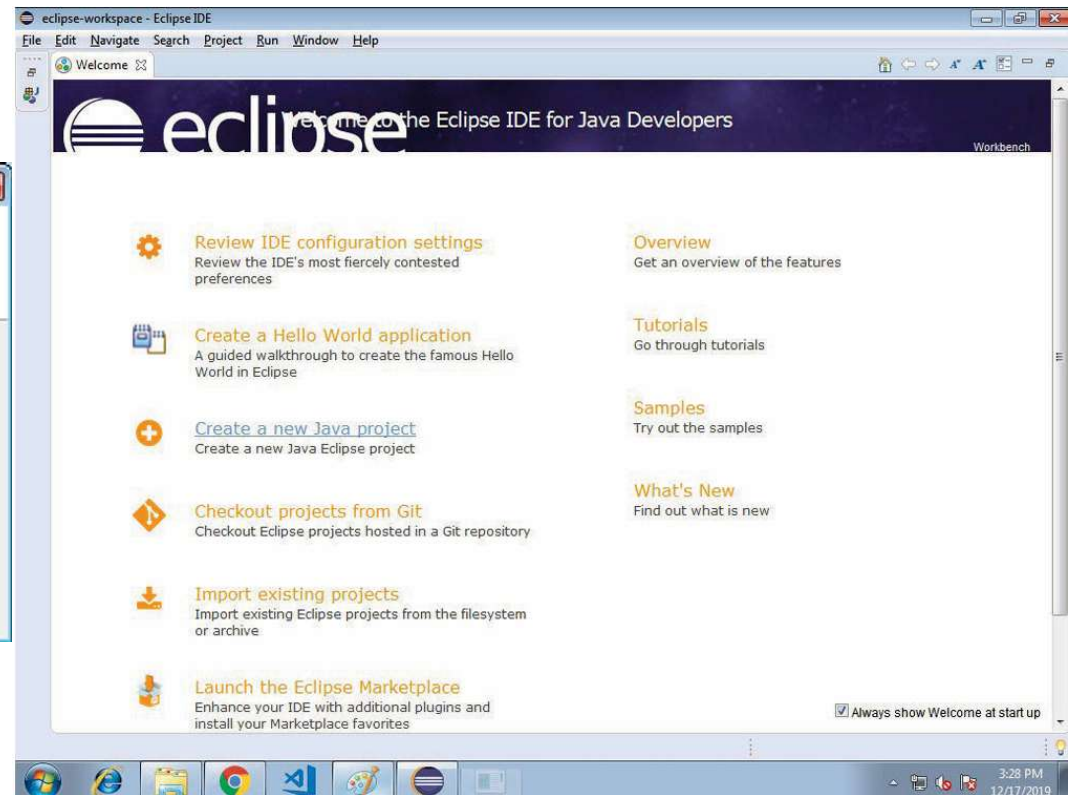 eclipse-workspace - Eclipse IDE
File Edit Navigate Search Project Run Window Help
Welcome
eclipse
Welcome to the Eclipse IDE for Java Developers
Workbench
Review IDE configuration settings
Review the IDE's most fiercely contested
preferences
Create a Hello World application
A guided walkthrough to create the famous Hello
World in Eclipse
Create a new Java project
Create a new Java Eclipse project
Checkout projects from Git
Checkout Eclipse projects hosted in a Git repository
Import existing projects
Import existing Eclipse projects from the filesystem
or archive
Launch the Eclipse Marketplace
Enhance your IDE with additional plugins and
install your Marketplace favorites
Overview
Get an overview of the features
Tutorials
Go through tutorials
Samples
Try out the samples
What's New
Find out what is new
Always show Welcome at start up
3:28 PM
12/17/2019